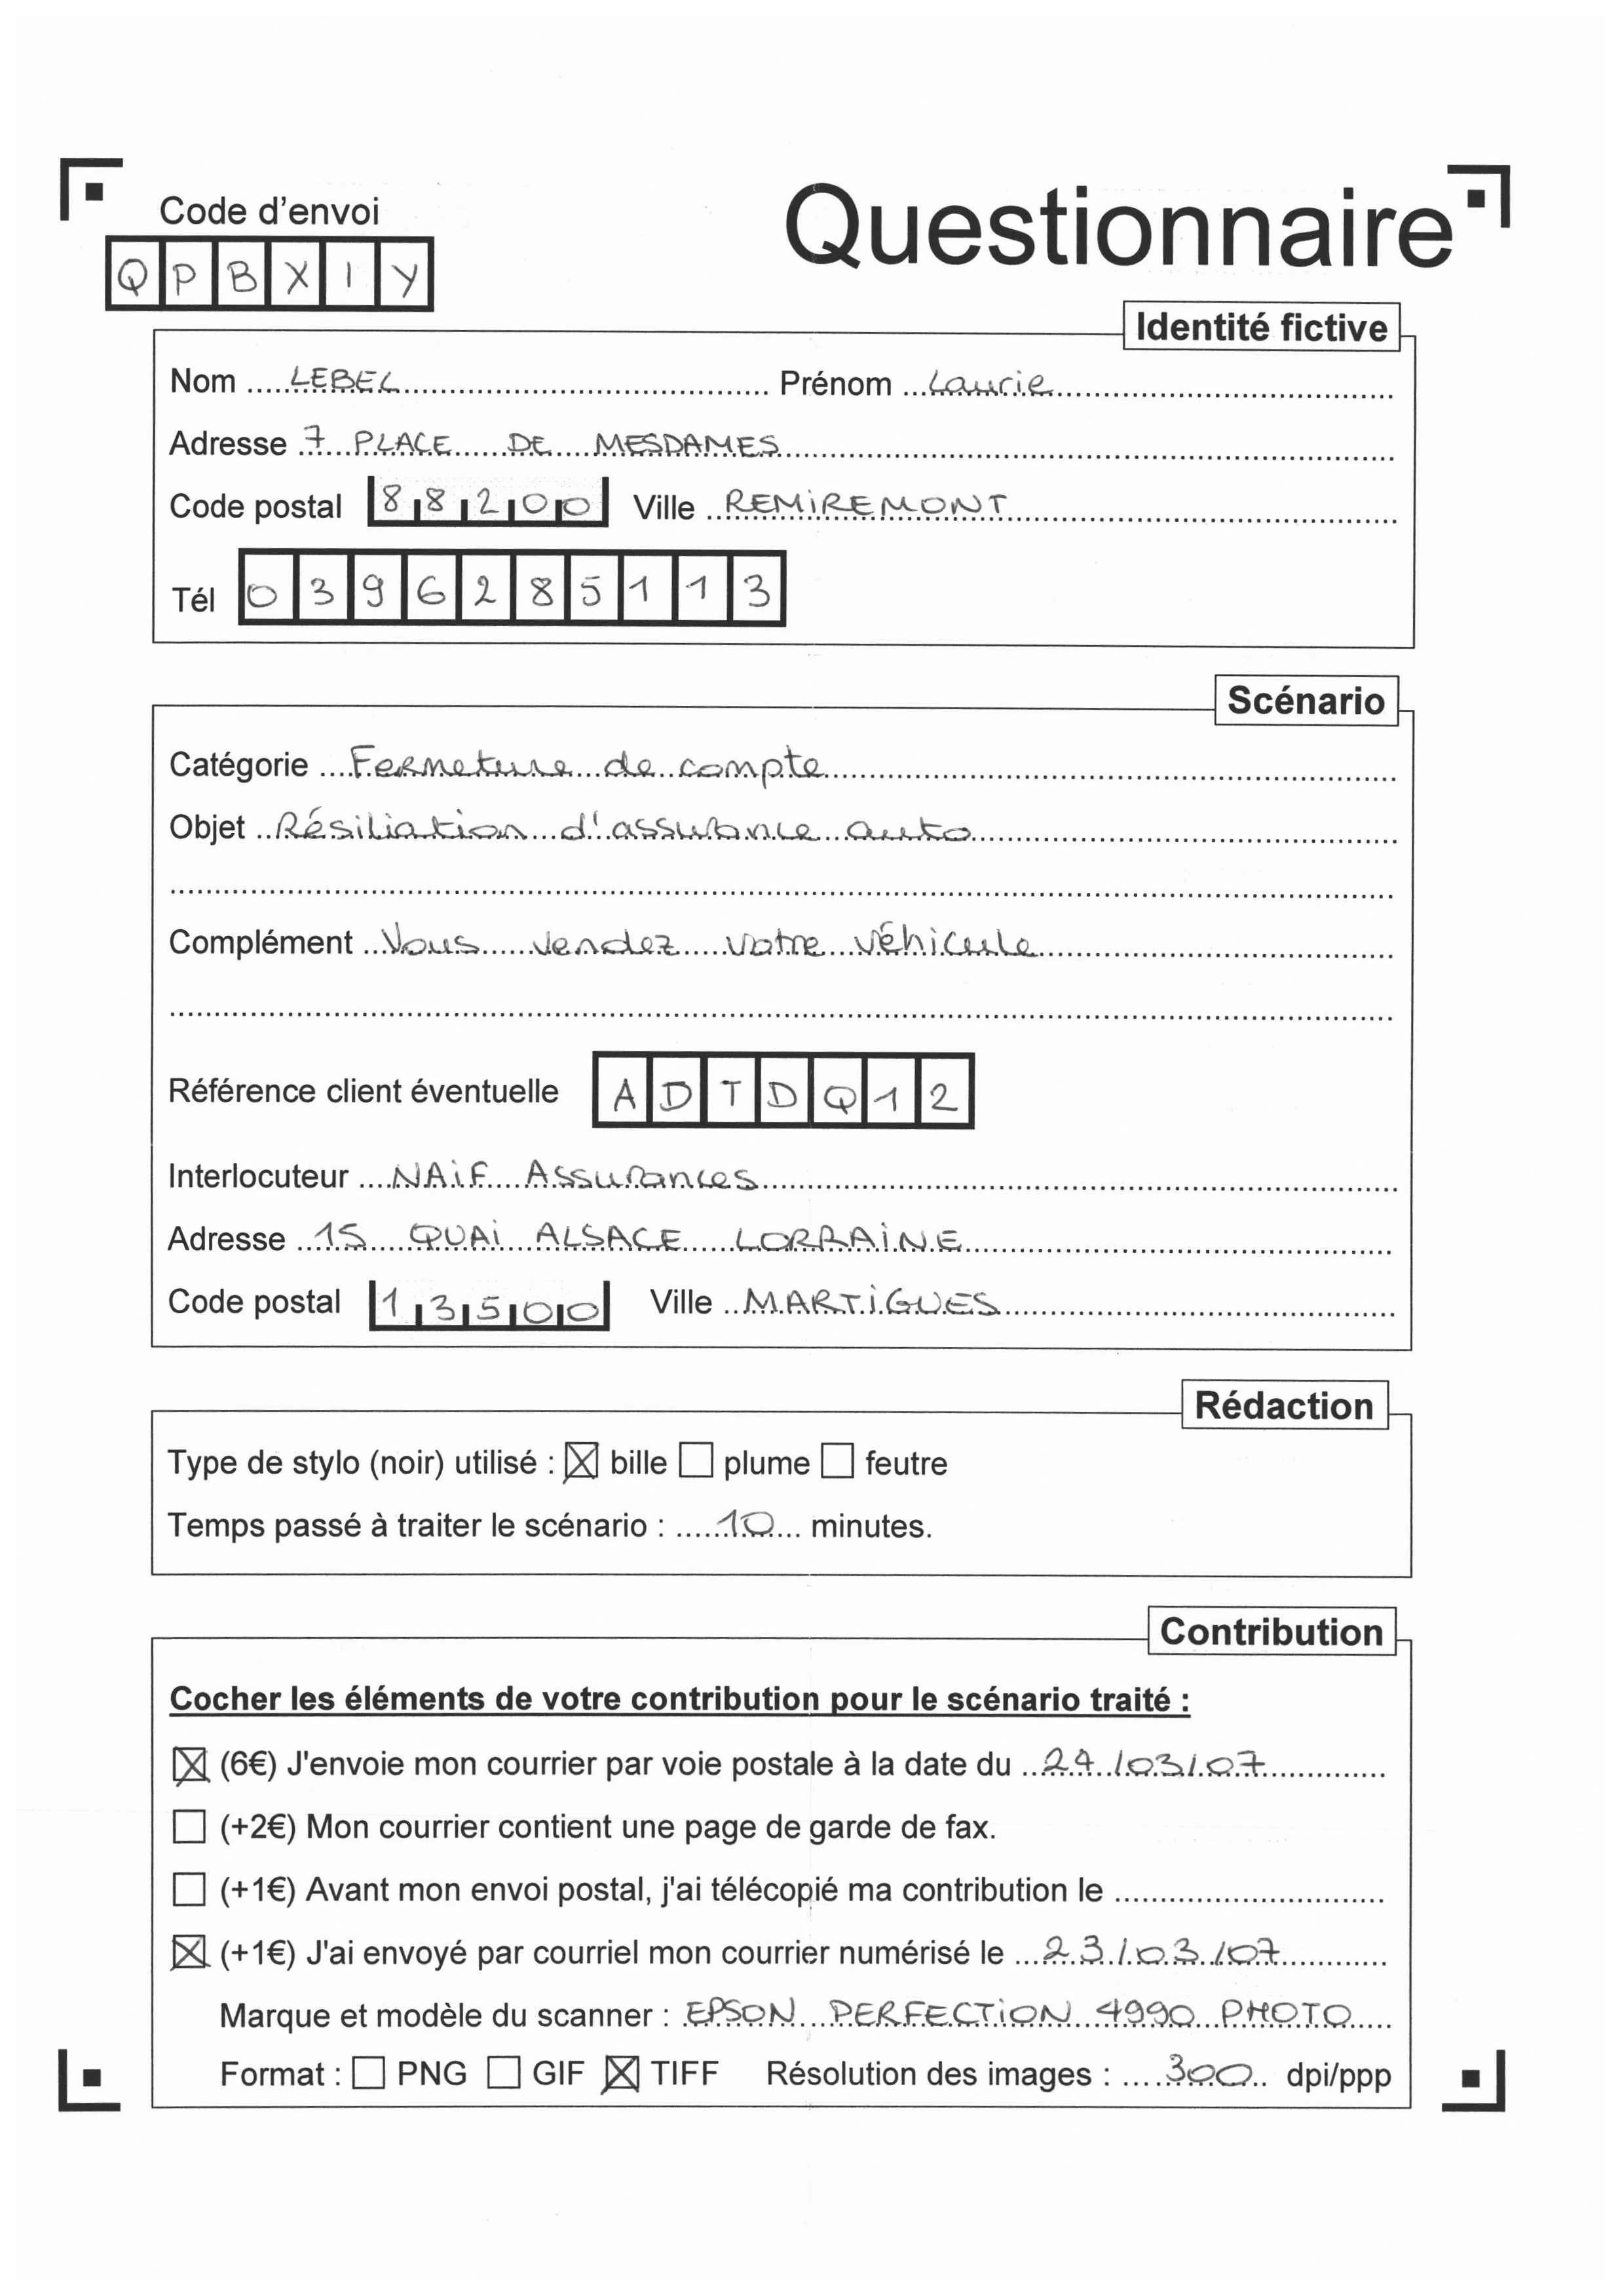 Questionnaire
Code d'envoi
QPBXIY
Identité fictive
Nom LEBEL Prénom Laurie
Adresse 7 PLACE DE MESDAMES
Code postal 88200 Ville REMIREMONT
Tél 0396285113
Scénario
Catégorie Fermeture de compte
Objet Résiliation d'assurance auto
Complément Vous vendez votre véhicule
Référence client éventuelle ADTDQ12
Interlocuteur NAiF Assurances
Adresse 15 QUAi ALSACE LORRAiNE
Code postal 13500 Ville MARTiGUES
Rédaction
Type de stylo (noir) utilisé : ☒ bille ☐ plume ☐ feutre
Temps passé à traiter le scénario : 10 minutes.
Contribution
Cocher les éléments de votre contribution pour le scénario traité :
☒ (6€) J'envoie mon courrier par voie postale à la date du 24/03/07
☐ (+2€) Mon courrier contient une page de garde de fax.
☐ (+1€) Avant mon envoi postal, j'ai télécopié ma contribution le
☒ (+1€) J'ai envoyé par courriel mon courrier numérisé le 23/03/07
Marque et modèle du scanner : EPSON PERFECTiON 4990 PHOTO
Format : ☐ PNG ☐ GIF ☒ TIFF Résolution des images : 300 dpi/ppp